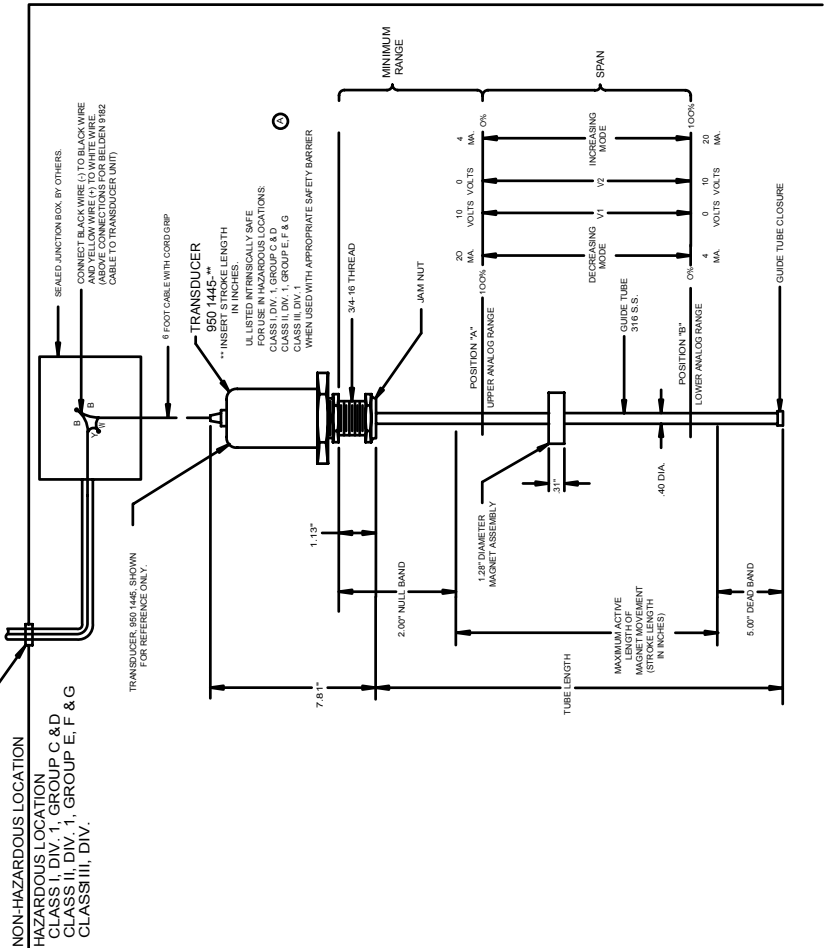 NON-HAZARDOUS LOCATION
HAZARDOUS LOCATION
CLASS I, DIV. 1, GROUP C & D
CLASS II, DIV. 1, GROUP E, F & G
CLASSIII, DIV.
SEALED JUNCTION BOX, BY OTHERS.
CONNECT BLACK WIRE (-) TO BLACK WIRE
AND YELLOW WIRE (+) TO WHITE WIRE.
(ABOVE CONNECTIONS FOR BELDEN 9182
CABLE TO TRANSDUCER UNIT)
B
B
Y
W
6 FOOT CABLE WITH CORD GRIP
TRANSDUCER, 950 1445, SHOWN
FOR REFERENCE ONLY.
TRANSDUCER
950 1445-**
** INSERT STROKE LENGTH
IN INCHES.
UL LISTED INTRINSICALLY SAFE
FOR USE IN HAZARDOUS LOCATIONS:
CLASS I, DIV. 1, GROUP C & D
CLASS II, DIV. 1, GROUP E, F & G
CLASS III, DIV. 1
WHEN USED WITH APPROPRIATE SAFETY BARRIER
A
3/4-16 THREAD
JAM NUT
7.81"
1.13"
2.00" NULL BAND
MINIMUM
RANGE
POSITION "A"
UPPER ANALOG RANGE
20
MA.
10
VOLTS
0
VOLTS
4
MA.
100%
0%
SPAN
DECREASING
MODE
V1
V2
INCREASING
MODE
1.28" DIAMETER
MAGNET ASSEMBLY
.31"
GUIDE TUBE
316 S.S.
.40 DIA.
TUBE LENGTH
MAXIMUM ACTIVE
LENGTH OF
MAGNET MOVEMENT
(STROKE LENGTH
IN INCHES)
POSITION "B"
LOWER ANALOG RANGE
0%
100%
4
MA.
0
VOLTS
10
VOLTS
20
MA.
5.00" DEAD BAND
GUIDE TUBE CLOSURE